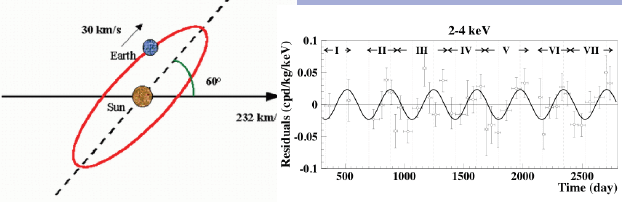 30 km/s
Earth
60°
Sun
232 km/
2-4 keV
Residuals (cpd/kg/keV)
0.1
0.05
0
-0.05
-0.1
I II III IV V VI VII
500 1000 1500 2000 2500
Time (day)